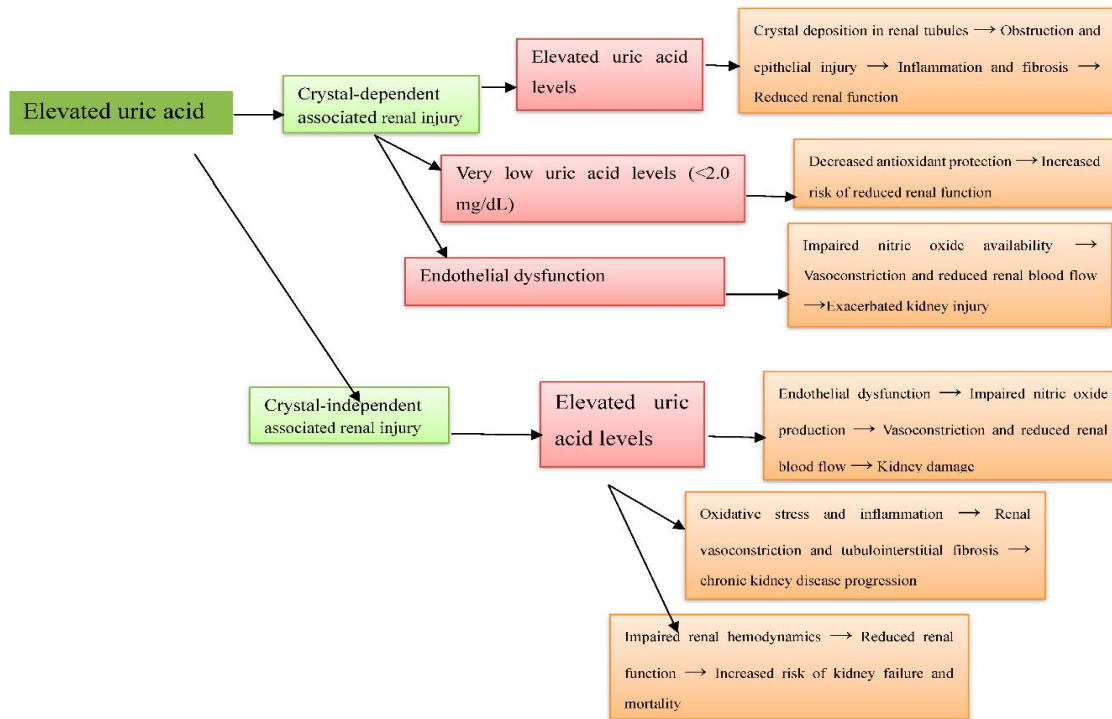 Elevated uric acid
Crystal-dependent
associated renal injury
Elevated uric acid
levels
Crystal deposition in renal tubules → Obstruction and
epithelial injury → Inflammation and fibrosis →
Reduced renal function
Very low uric acid levels (<2.0
mg/dL)
Decreased antioxidant protection → Increased
risk of reduced renal function
Endothelial dysfunction
Impaired nitric oxide availability →
Vasoconstriction and reduced renal blood flow
→Exacerbated kidney injury
Crystal-independent
associated renal injury
Elevated uric
acid levels
Endothelial dysfunction → Impaired nitric oxide
production → Vasoconstriction and reduced renal
blood flow → Kidney damage
Oxidative stress and inflammation → Renal
vasoconstriction and tubulointerstitial fibrosis →
chronic kidney disease progression
Impaired renal hemodynamics → Reduced renal
function → Increased risk of kidney failure and
mortality